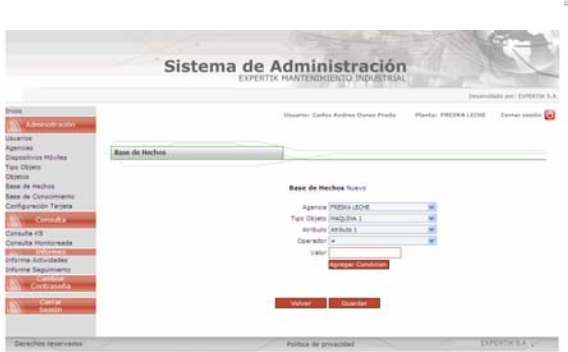 Sistema de Administración
EXPERTIK MANTENIMIENTO INDUSTRIAL
Desarrollado por: EXPERTIK S.A.
Usuario: Carlos Andres Duran Prada Planta: FRESKA LECHE Cerrar sesión
Inicio
Administración
Usuarios
Agencias
Dispositivos Móviles
Tipo Objeto
Objetos
Base de Hechos
Base de Conocimiento
Configuración Tarjeta
Consulta
Consulta KB
Consulta Monitoreada
Informes
Informe Actividades
Informe Seguimiento
Cambiar
Contraseña
Cerrar
Sesión
Base de Hechos
Base de Hechos Nuevo
Agencia FRESKA LECHE
Tipo Objeto MAQUINA 1
Atributo Atributo 1
Operador =
Valor
Agregar Condicion
Volver Guardar
Derechos reservados Política de privacidad EXPERTIK S.A.